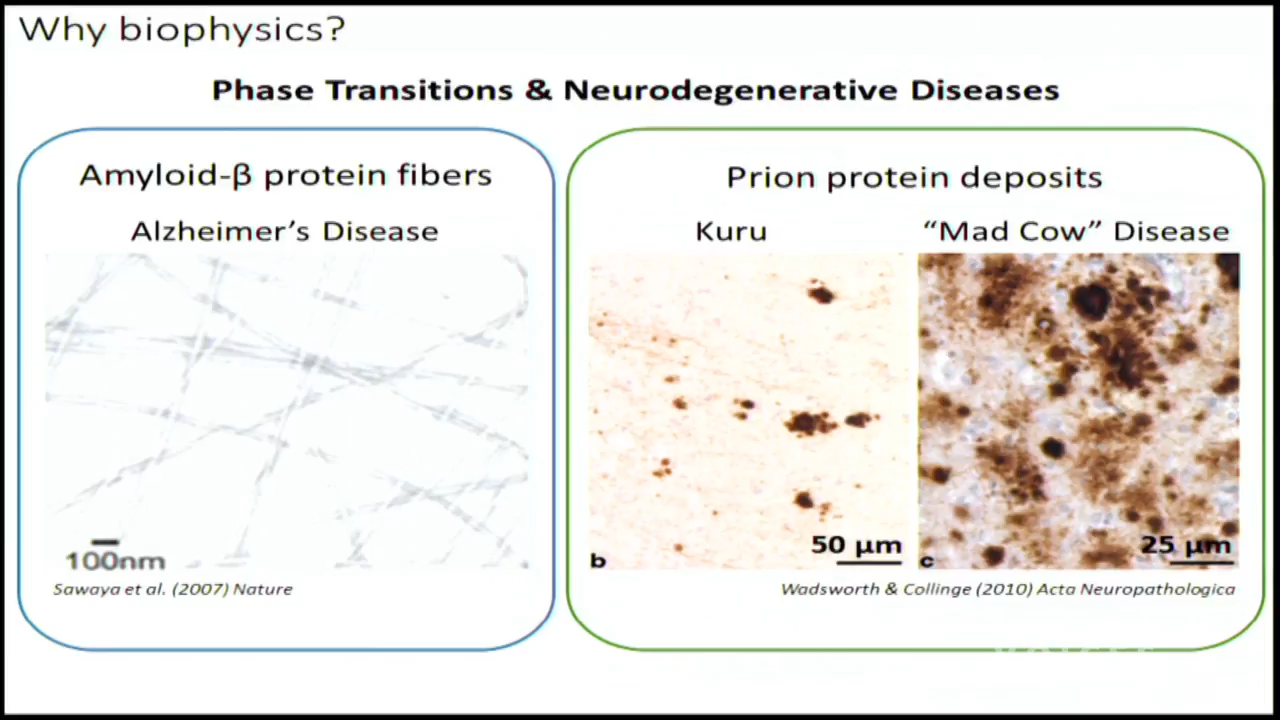 Why biophysics?
Phase Transitions & Neurodegenerative Diseases
Amyloid-β protein fibers
Alzheimer’s Disease
100nm
Sawaya et al. (2007) Nature
Prion protein deposits
Kuru
“Mad Cow” Disease
b
50 µm
c
25 µm
Wadsworth & Collinge (2010) Acta Neuropathologica